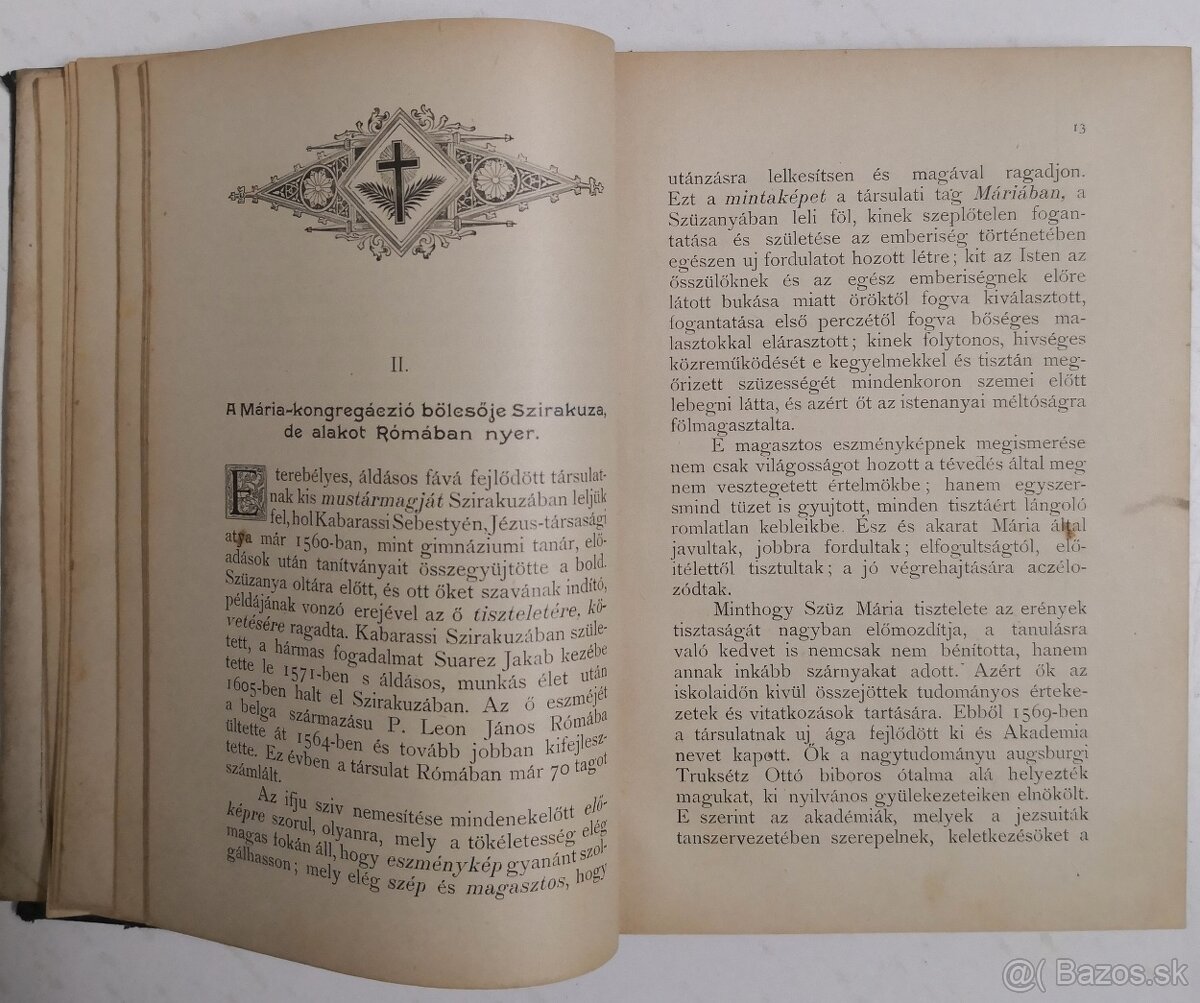 II.
A Mária-kongregáczió bölcsője Szirakuza,
de alakot Rómában nyer.
E terebélyes, áldásos fává fejlődött társulat-
nak kis mustármagját Szirakuzában leljük
fel, hol Kabarassi Sebestyén, Jézus-társasági
atya már 1560-ban, mint gimnáziumi tanár, elő-
adások után tanítványait összegyüjtötte a bold.
Szüzanya oltára előtt, és ott őket szavának indító,
példájának vonzó erejével az ő tiszteletére, kö-
vetésére ragadta. Kabarassi Szirakuzában szüle-
tett, a hármas fogadalmat Suarez Jakab kezébe
tette le 1571-ben s áldásos, munkás élet után
1605-ben halt el Szirakuzában. Az ő eszméjét
a belga származásu P. Leon János Rómába
ültette át 1564-ben és tovább jobban kifejlesz-
tette. Ez évben a társulat Rómában már 70 tagot
számlált.
Az ifju sziv nemesítése mindenekelőtt elő-
képre szorul, olyanra, mely a tökéletesség elég
magas fokán áll, hogy eszménykép gyanánt szol-
gálhasson; mely elég szép és magasztos, hogy
13
utánzásra lelkesítsen és magával ragadjon.
Ezt a mintaképet a társulati tag Máriában, a
Szüzanyában leli föl, kinek szeplőtelen fogan-
tatása és születése az emberiség történetében
egészen uj fordulatot hozott létre; kit az Isten az
ősszülőknek és az egész emberiségnek előre
látott bukása miatt öröktől fogva kiválasztott,
fogantatása első perczétől fogva bőséges ma-
lasztokkal elárasztott; kinek folytonos, hivséges
közreműködését e kegyelmekkel és tisztán meg-
őrizett szüzességét mindenkoron szemei előtt
lebegni látta, és azért őt az istenanyai méltóságra
fölmagasztalta.
E magasztos eszményképnek megismerése
nem csak világosságot hozott a tévedés által meg
nem vesztegetett értelmökbe; hanem egyszer-
smind tüzet is gyujtott, minden tisztáért lángoló
romlatlan kebleikbe. Ész és akarat Mária által
javultak, jobbra fordultak; elfogultságtól, elő-
itélettől tisztultak; a jó végrehajtására aczélo-
zódtak.
Minthogy Szüz Mária tisztelete az erények
tisztaságát nagyban előmozdítja, a tanulásra
való kedvet is nemcsak nem bénította, hanem
annak inkább szárnyakat adott. Azért ők az
iskolaidőn kivül összejöttek tudományos érteke-
zetek és vitatkozások tartására. Ebből 1569-ben
a társulatnak uj ága fejlődött ki és Akademia
nevet kapott. Ők a nagytudományu augsburgi
Truksétz Ottó biboros ótalma alá helyezték
magukat, ki nyilvános gyülekezeteiken elnökölt.
E szerint az akadémiák, melyek a jezsuiták
tanszervezetében szerepelnek, keletkezésöket a
@( Bazos.sk